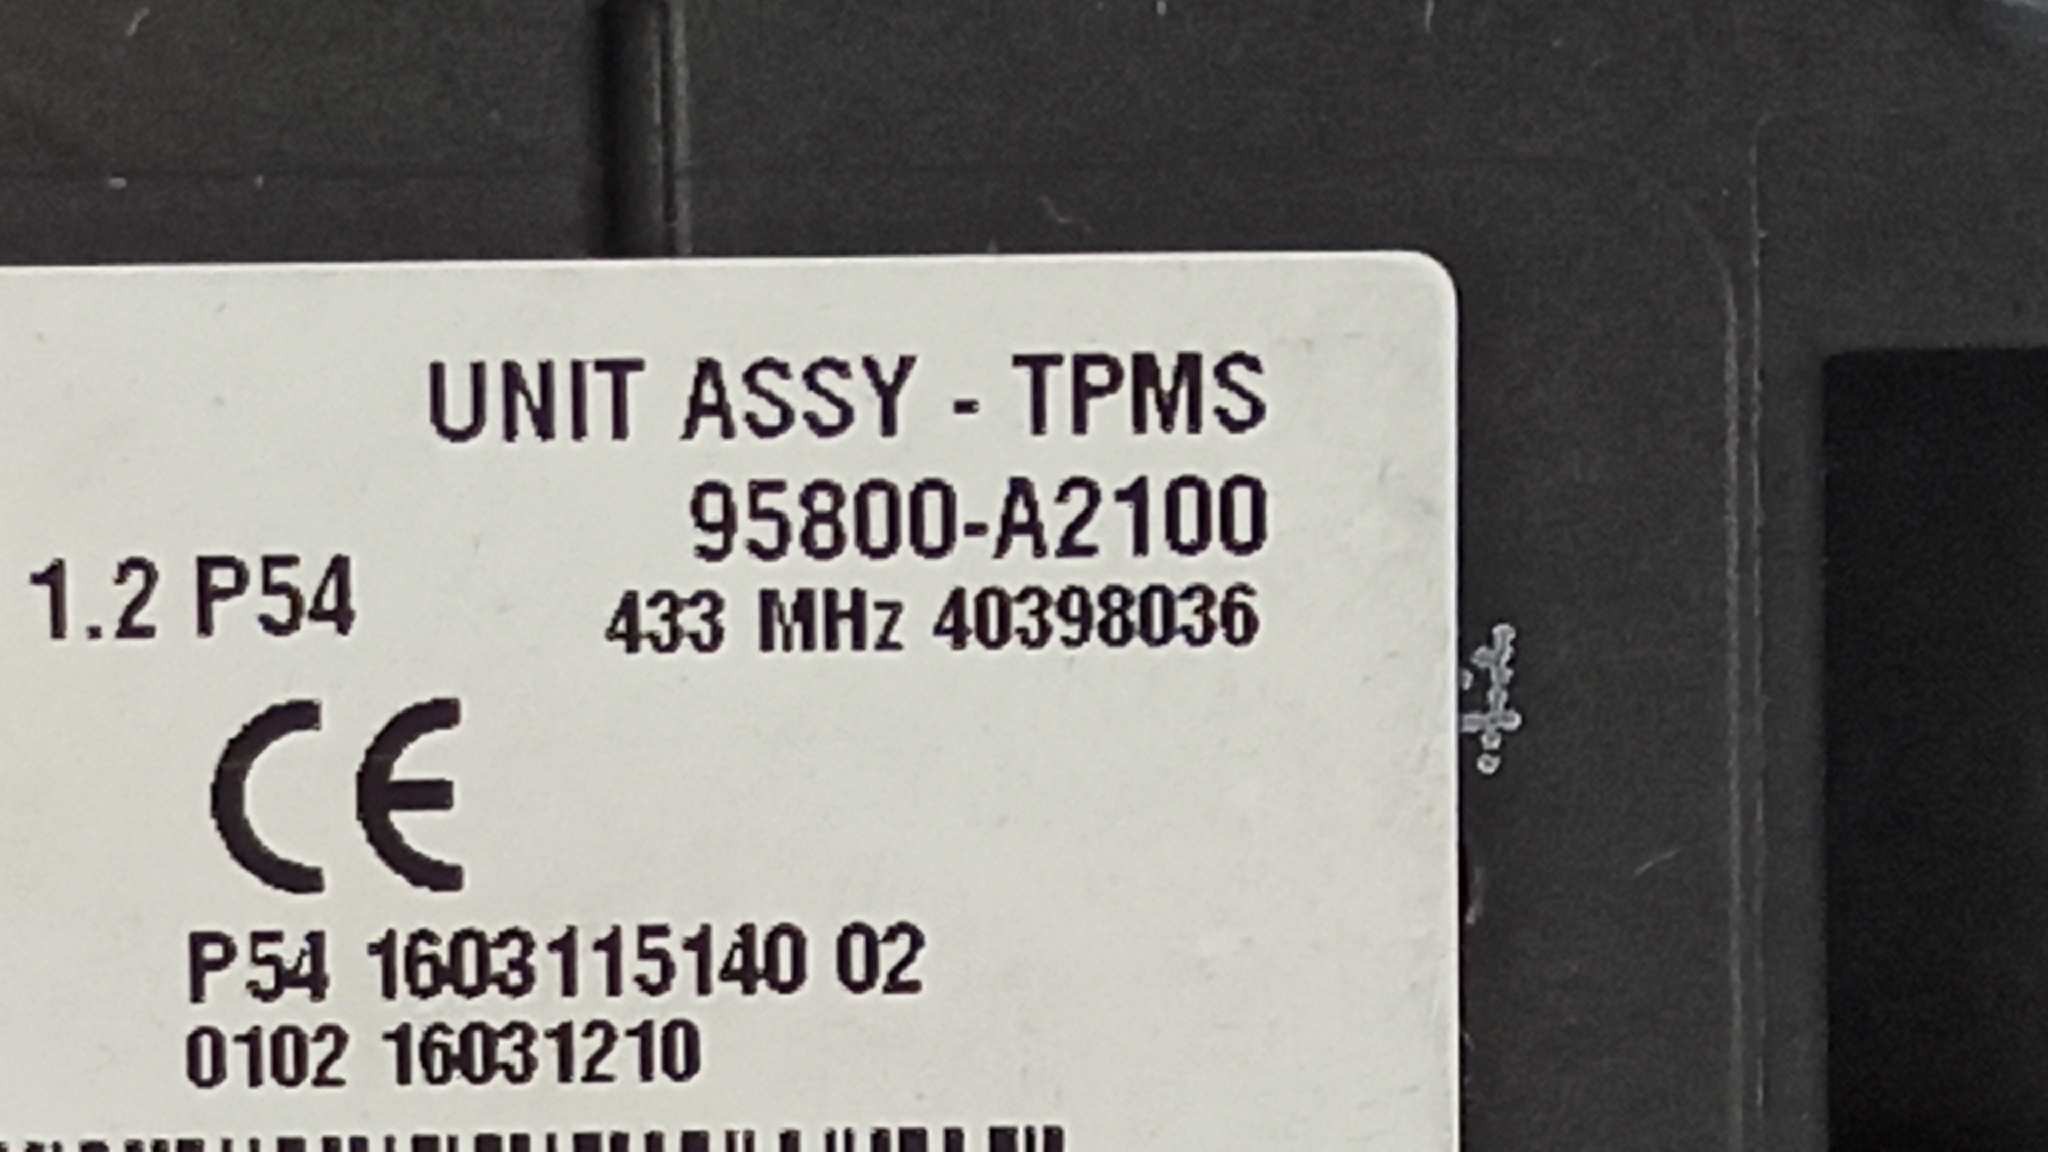 UNIT ASSY - TPMS
95800-A2100
1.2 P54
433 MHz 40398036
CE
P54 1603115140 02
0102 16031210